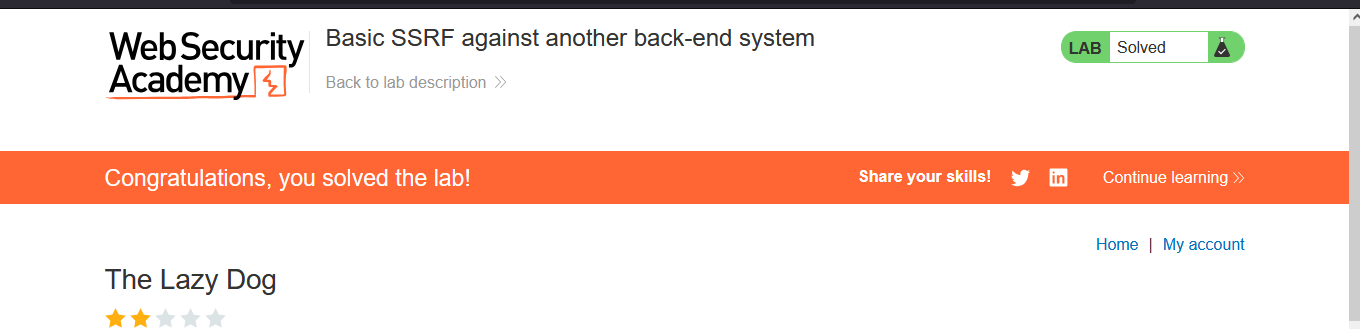 Web Security
Academy
Basic SSRF against another back-end system
Back to lab description >>
LAB Solved
Congratulations, you solved the lab!
Share your skills! in Continue learning >>
Home | My account
The Lazy Dog